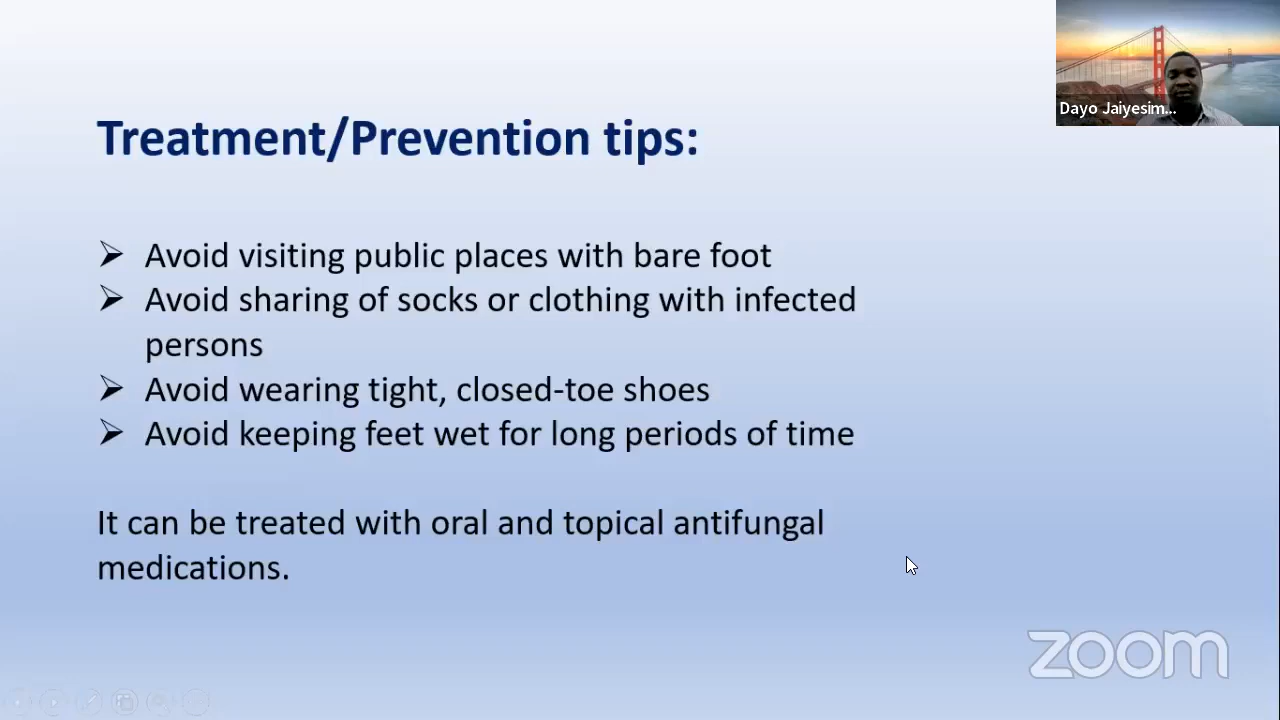 Dayo Jaiyesim...
Treatment/Prevention tips:
➢ Avoid visiting public places with bare foot
➢ Avoid sharing of socks or clothing with infected
persons
➢ Avoid wearing tight, closed-toe shoes
➢ Avoid keeping feet wet for long periods of time
It can be treated with oral and topical antifungal
medications.
zoom